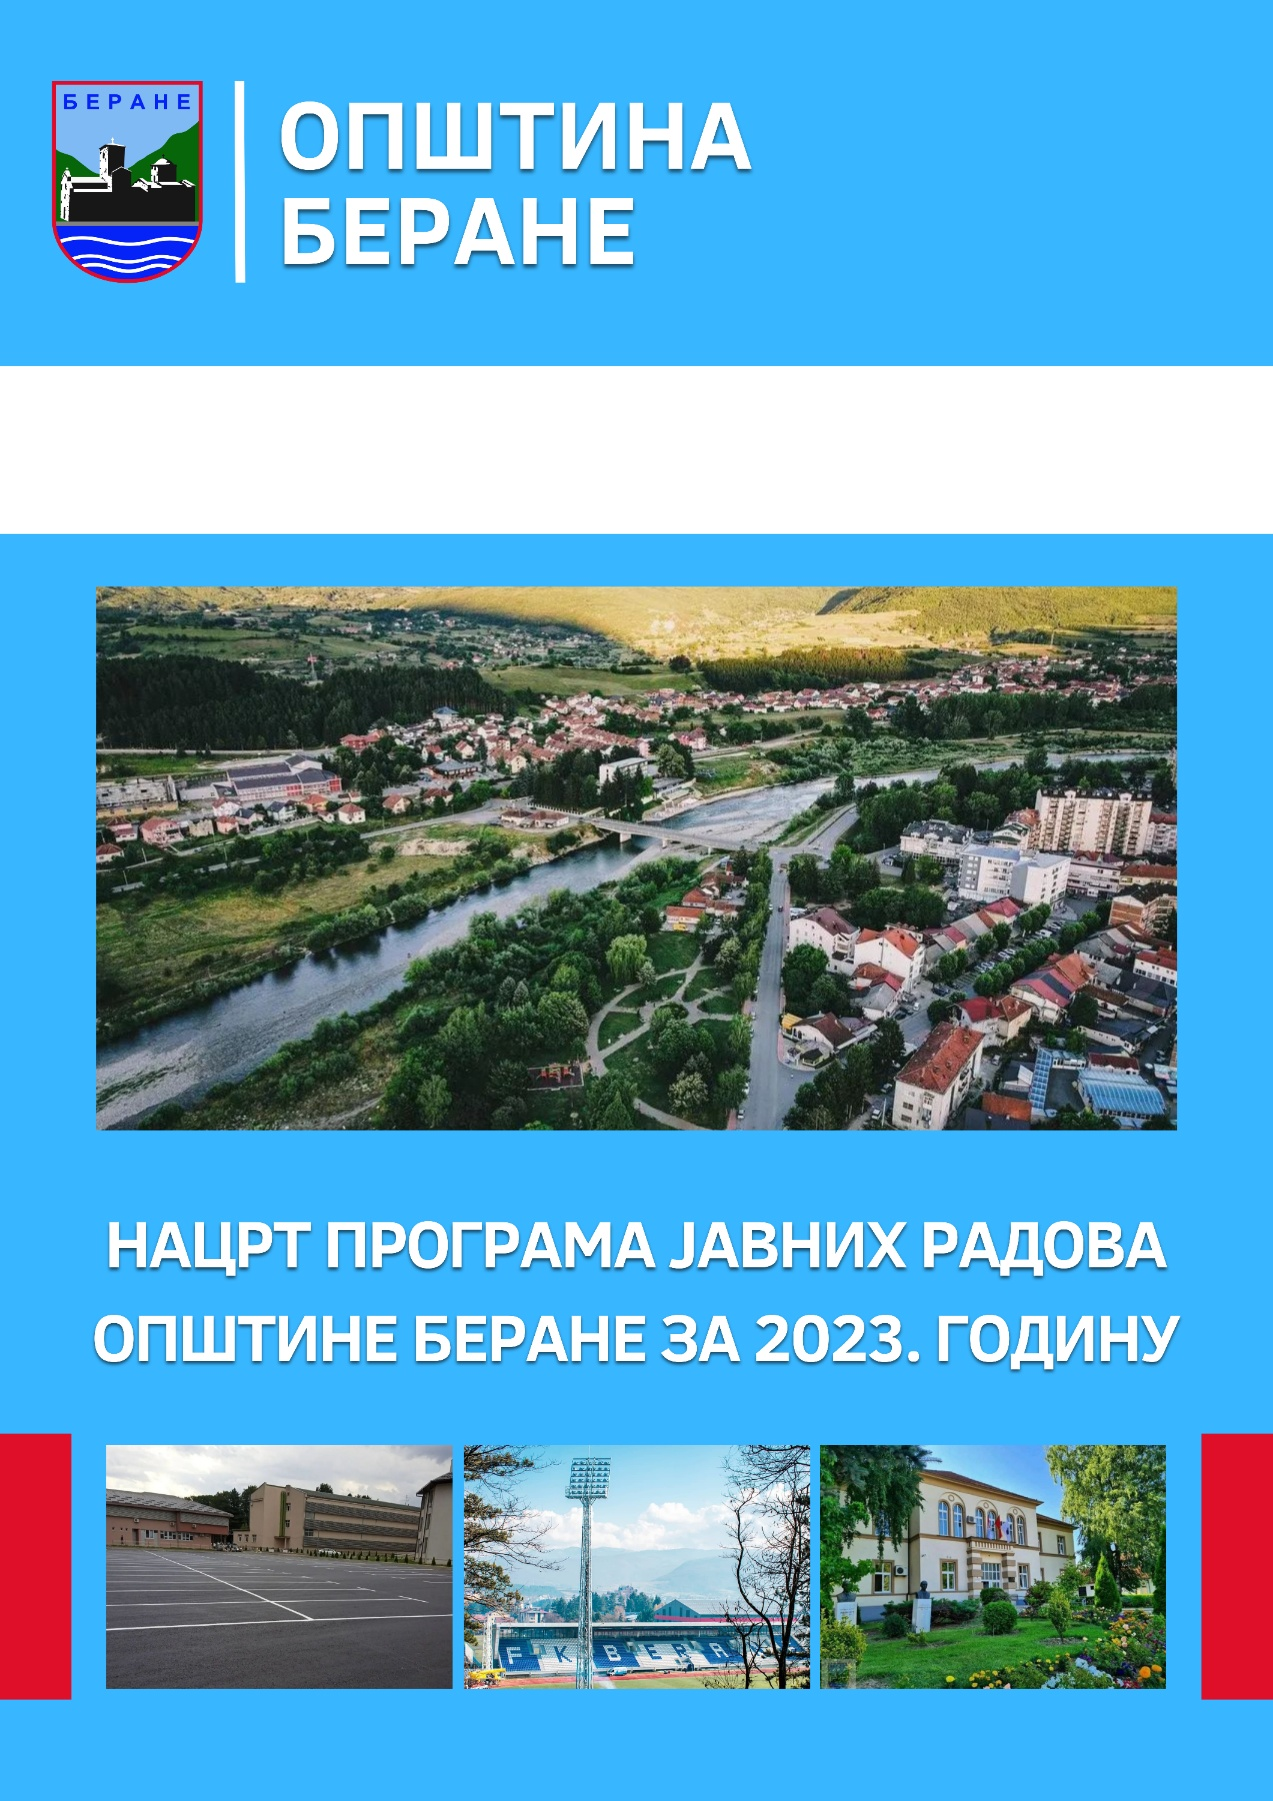 БЕРАНЕ
ОПШТИНА
БЕРАНЕ
НАЦРТ ПРОГРАМА ЈАВНИХ РАДОВА
ОПШТИНЕ БЕРАНЕ ЗА 2023. ГОДИНУ
F K B E R A